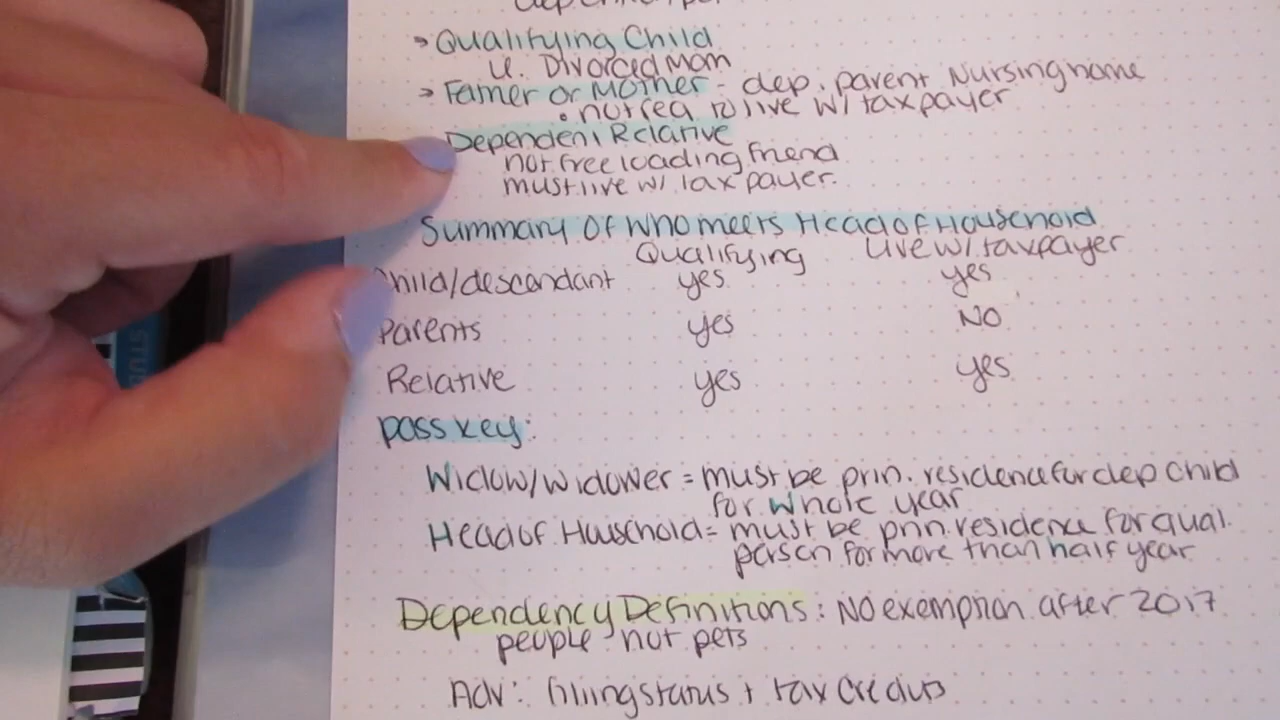 → Qualifying Child
ie. Divorced Mom
→ Father or Mother - dep. parent Nursing home
• not req to live w/ taxpayer
Dependent Relative
not freeloading friend
must live w/ taxpayer.
Summary of who meets Head of Household
Qualifying Live w/ taxpayer
Child/descendant yes yes
Parents yes NO
Relative yes yes
pass key:
Widow/widower = must be prin. residence for dep child
for whole year
Head of Household = must be prin. residence for qual.
person for more than half year
Dependency Definitions: No exemption after 2017
people not pets
Adv: filing status + tax credits
STUD